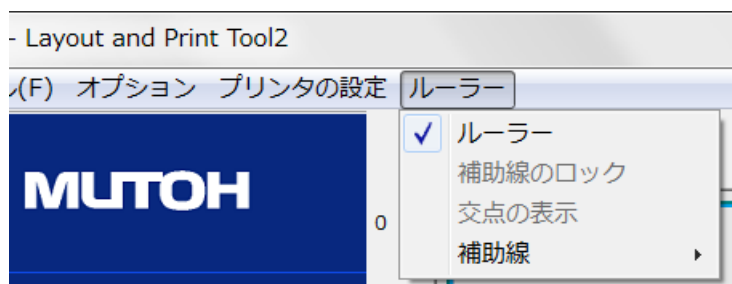 - Layout and Print Tool2
ル(F) オプション プリンタの設定 ルーラー
MUTOH
0
ルーラー
補助線のロック
交点の表示
補助線